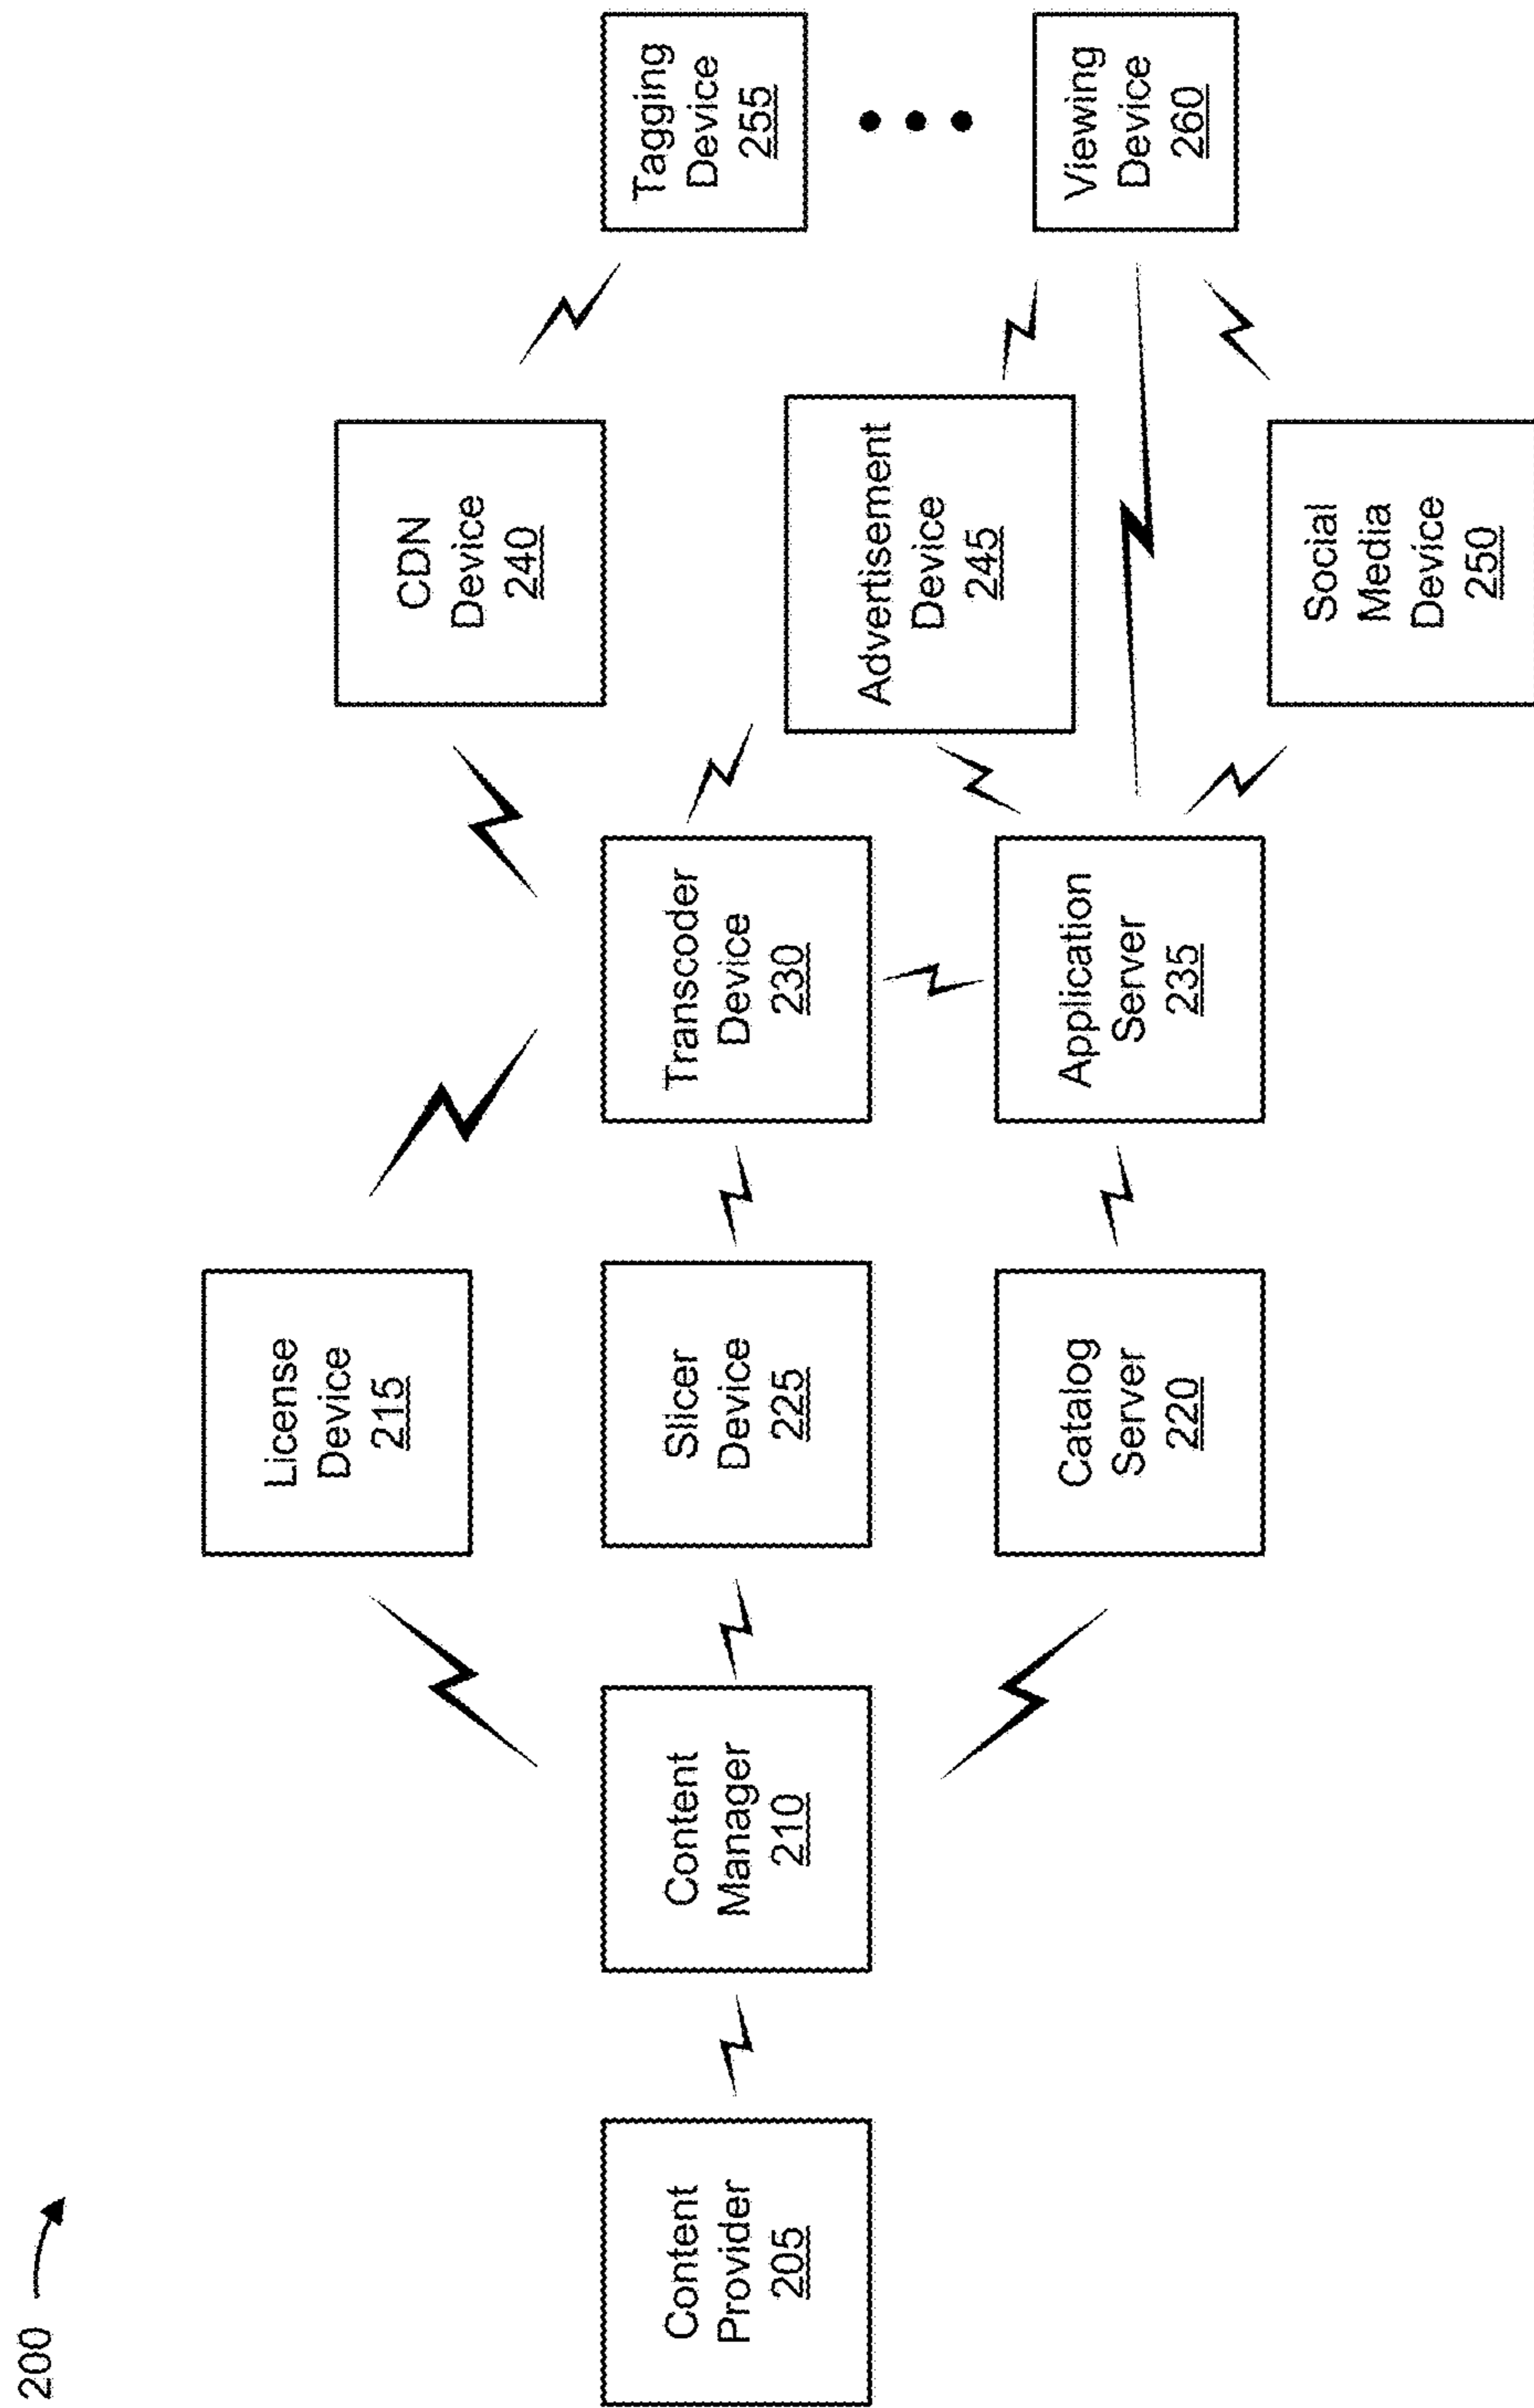 200
Content
Provider
205
Content
Manager
210
License
Device
215
Slicer
Device
225
Catalog
Server
220
Transcoder
Device
230
Application
Server
235
CDN
Device
240
Advertisement
Device
245
Social
Media
Device
250
Tagging
Device
255
Viewing
Device
260